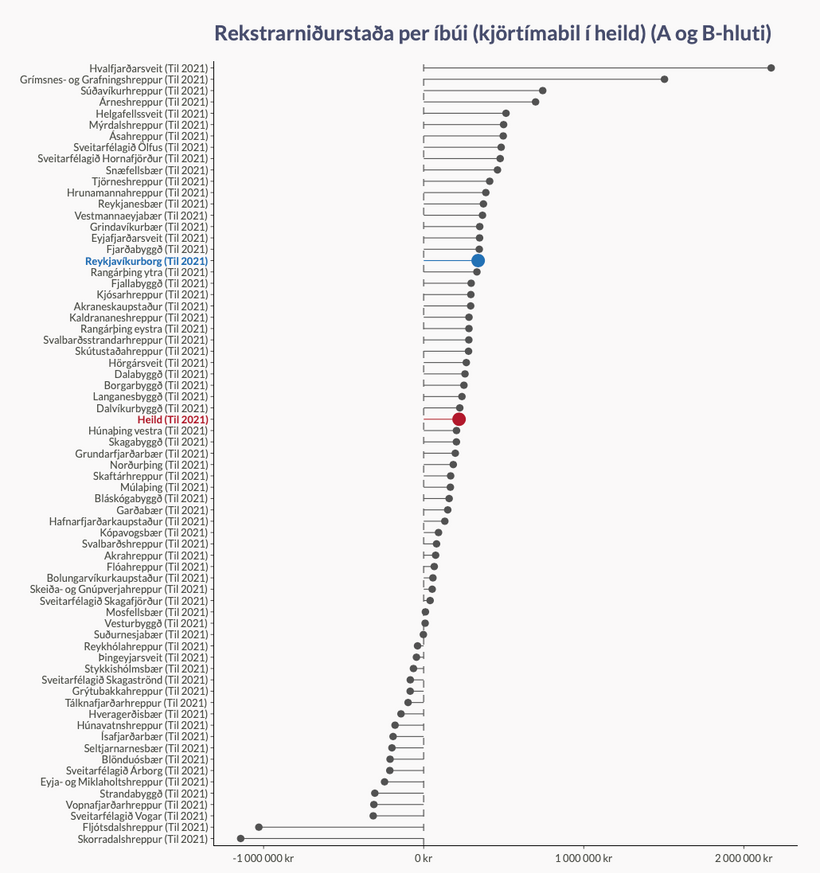 Rekstrarniðurstaða per íbúi (kjörtímabil í heild) (A og B-hluti)
Hvalfjarðarsveit (Til 2021)
Grímsnes- og Grafningshreppur (Til 2021)
Súðavíkurhreppur (Til 2021)
Árneshreppur (Til 2021)
Helgafellssveit (Til 2021)
Mýrdalshreppur (Til 2021)
Ásahreppur (Til 2021)
Sveitarfélagið Ölfus (Til 2021)
Sveitarfélagið Hornafjörður (Til 2021)
Snæfellsbær (Til 2021)
Tjörneshreppur (Til 2021)
Hrunamannahreppur (Til 2021)
Reykjanesbær (Til 2021)
Vestmannaeyjabær (Til 2021)
Grindavíkurbær (Til 2021)
Eyjafjarðarsveit (Til 2021)
Fjarðabyggð (Til 2021)
Reykjavíkurborg (Til 2021)
Rangárþing ytra (Til 2021)
Fjallabyggð (Til 2021)
Kjósarhreppur (Til 2021)
Akraneskaupstaður (Til 2021)
Kaldrananeshreppur (Til 2021)
Rangárþing eystra (Til 2021)
Svalbarðsstrandarhreppur (Til 2021)
Skútustaðahreppur (Til 2021)
Hörgársveit (Til 2021)
Dalabyggð (Til 2021)
Borgarbyggð (Til 2021)
Langanesbyggð (Til 2021)
Dalvíkurbyggð (Til 2021)
Heild (Til 2021)
Húnaþing vestra (Til 2021)
Skagabyggð (Til 2021)
Grundarfjarðarbær (Til 2021)
Norðurþing (Til 2021)
Skaftárhreppur (Til 2021)
Múlaþing (Til 2021)
Bláskógabyggð (Til 2021)
Garðabær (Til 2021)
Hafnarfjarðarkaupstaður (Til 2021)
Kópavogsbær (Til 2021)
Svalbarðshreppur (Til 2021)
Akrahreppur (Til 2021)
Flóahreppur (Til 2021)
Bolungarvíkurkaupstaður (Til 2021)
Skeiða- og Gnúpverjahreppur (Til 2021)
Sveitarfélagið Skagafjörður (Til 2021)
Mosfellsbær (Til 2021)
Vesturbyggð (Til 2021)
Suðurnesjabær (Til 2021)
Reykhólahreppur (Til 2021)
Þingeyjarsveit (Til 2021)
Stykkishólmsbær (Til 2021)
Sveitarfélagið Skagaströnd (Til 2021)
Grýtubakkahreppur (Til 2021)
Tálknafjarðarhreppur (Til 2021)
Hveragerðisbær (Til 2021)
Húnavatnshreppur (Til 2021)
Ísafjarðarbær (Til 2021)
Seltjarnarnesbær (Til 2021)
Blönduósbær (Til 2021)
Sveitarfélagið Árborg (Til 2021)
Eyja- og Miklaholtshreppur (Til 2021)
Strandabyggð (Til 2021)
Vopnafjarðarhreppur (Til 2021)
Sveitarfélagið Vogar (Til 2021)
Fljótsdalshreppur (Til 2021)
Skorradalshreppur (Til 2021)
-1 000 000 kr 0 kr 1 000 000 kr 2 000 000 kr